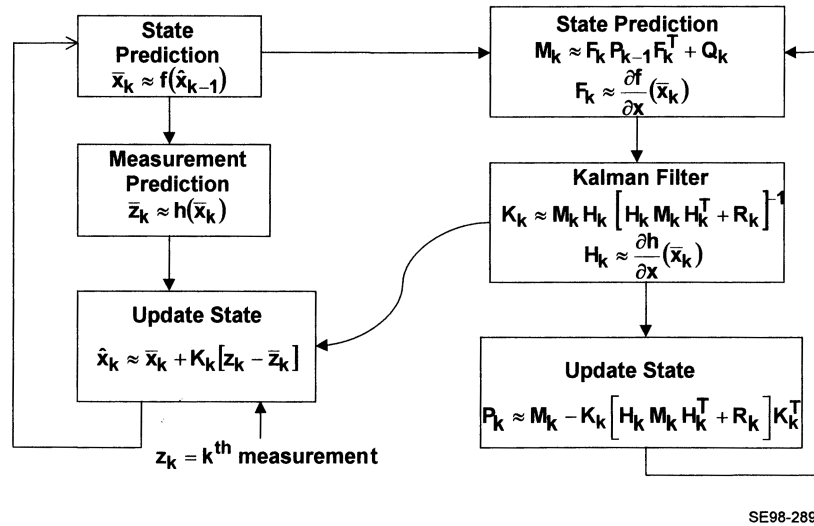 State
Prediction
x̄ₖ ≈ f(x̂ₖ₋₁)
Measurement
Prediction
z̄ₖ ≈ h(x̄ₖ)
Update State
x̂ₖ ≈ x̄ₖ + Kₖ[zₖ − z̄ₖ]
zₖ = kᵗʰ measurement
State Prediction
Mₖ ≈ Fₖ Pₖ₋₁ Fₖᵀ + Qₖ
Fₖ ≈ ∂f/∂x (x̄ₖ)
Kalman Filter
Kₖ ≈ Mₖ Hₖ [Hₖ Mₖ Hₖᵀ + Rₖ]⁻¹
Hₖ ≈ ∂h/∂x (x̄ₖ)
Update State
Pₖ ≈ Mₖ − Kₖ [Hₖ Mₖ Hₖᵀ + Rₖ] Kₖᵀ
SE98-289